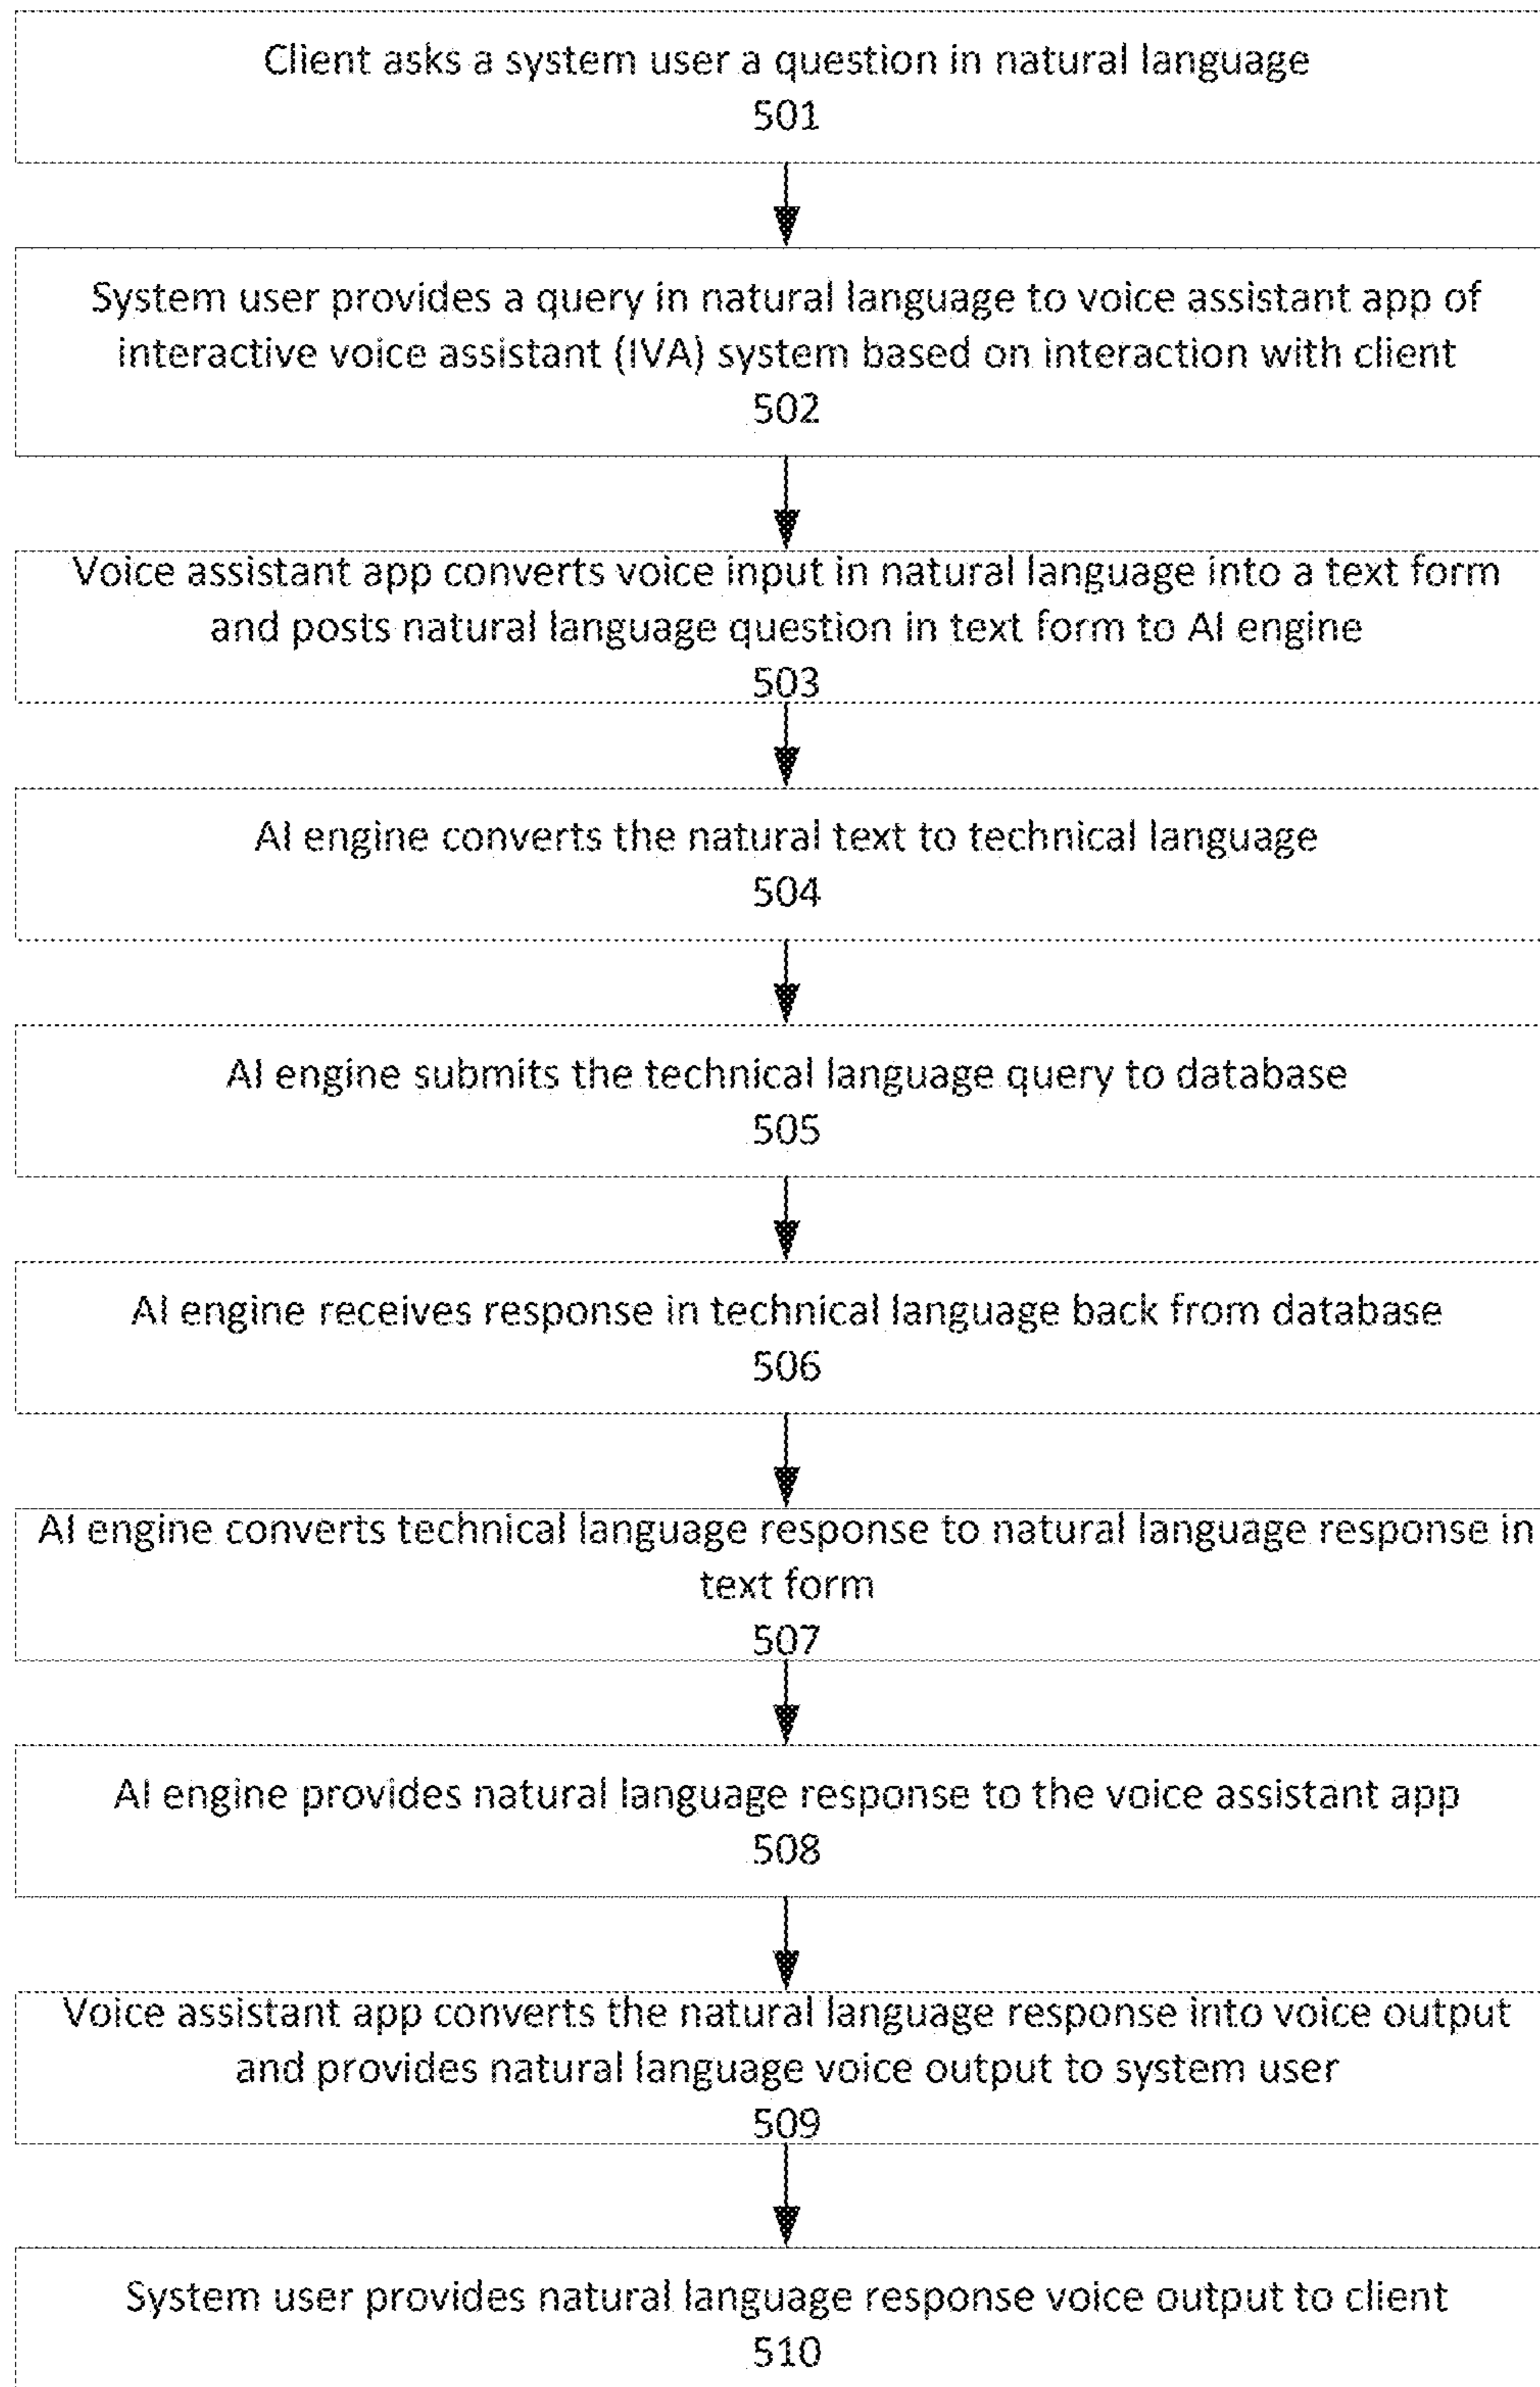 Client asks a system user a question in natural language
501
System user provides a query in natural language to voice assistant app of
interactive voice assistant (IVA) system based on interaction with client
502
Voice assistant app converts voice input in natural language into a text form
and posts natural language question in text form to AI engine
503
AI engine converts the natural text to technical language
504
AI engine submits the technical language query to database
505
AI engine receives response in technical language back from database
506
AI engine converts technical language response to natural language response in
text form
507
AI engine provides natural language response to the voice assistant app
508
Voice assistant app converts the natural language response into voice output
and provides natural language voice output to system user
509
System user provides natural language response voice output to client
510